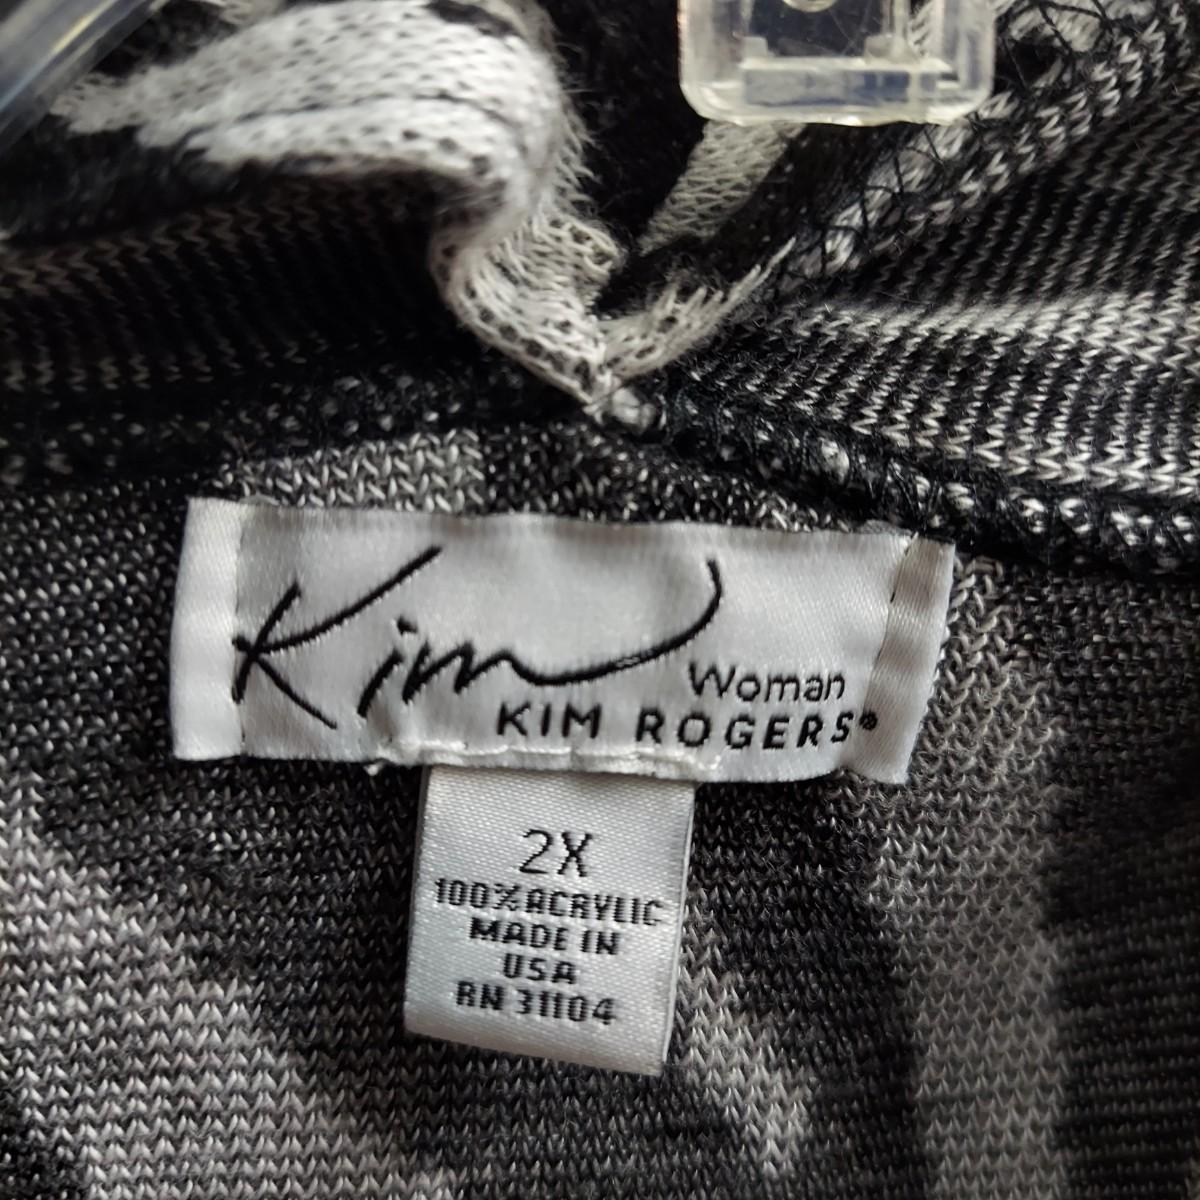 Kim
Woman
KIM ROGERS®
2X
100% ACRYLIC
MADE IN
USA
RN 31104